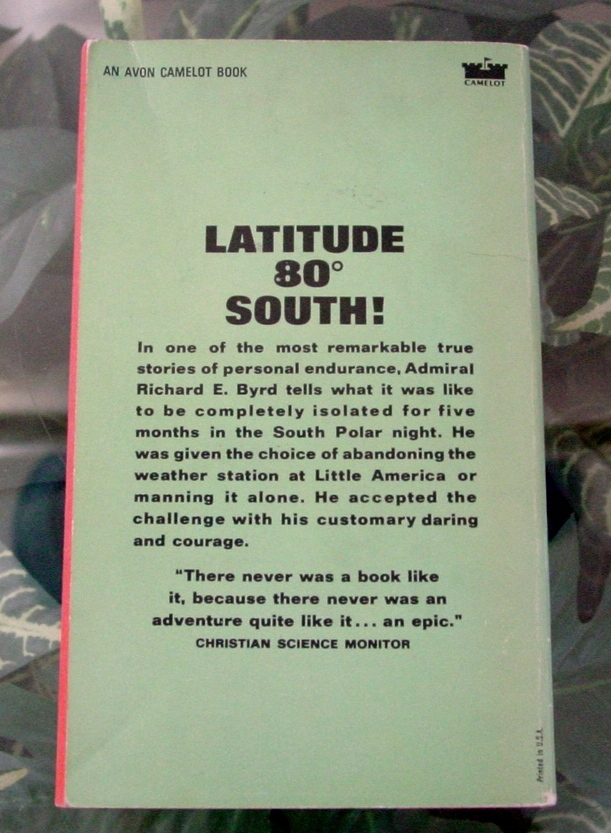 AN AVON CAMELOT BOOK
CAMELOT
LATITUDE
80°
SOUTH!
In one of the most remarkable true
stories of personal endurance, Admiral
Richard E. Byrd tells what it was like
to be completely isolated for five
months in the South Polar night. He
was given the choice of abandoning the
weather station at Little America or
manning it alone. He accepted the
challenge with his customary daring
and courage.
"There never was a book like
it, because there never was an
adventure quite like it... an epic."
CHRISTIAN SCIENCE MONITOR
Printed in U.S.A.